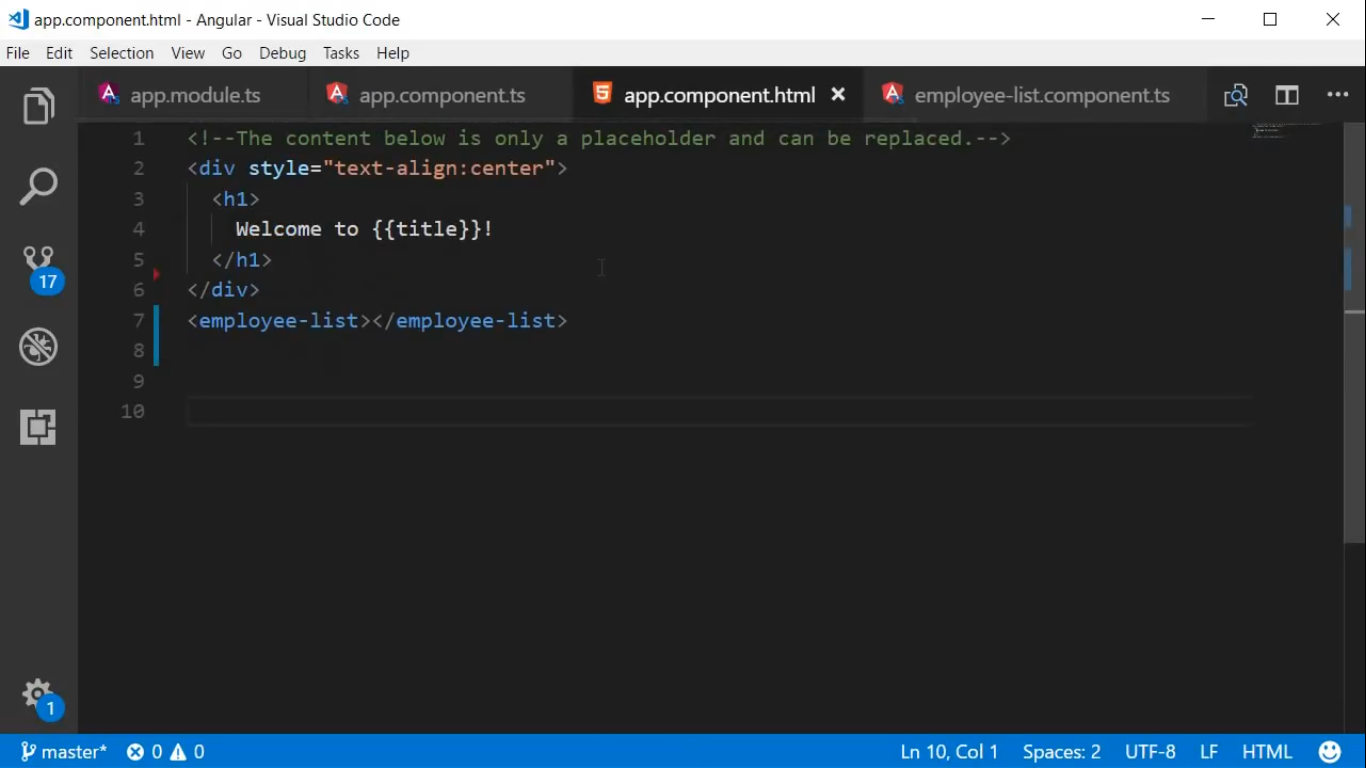 app.component.html - Angular - Visual Studio Code
File Edit Selection View Go Debug Tasks Help
app.module.ts app.component.ts app.component.html employee-list.component.ts
1 <!--The content below is only a placeholder and can be replaced.-->
2 <div style="text-align:center">
3 <h1>
4 Welcome to {{title}}!
5 </h1>
6 </div>
7 <employee-list></employee-list>
8
9
10
17
1
master* 0 0 Ln 10, Col 1 Spaces: 2 UTF-8 LF HTML